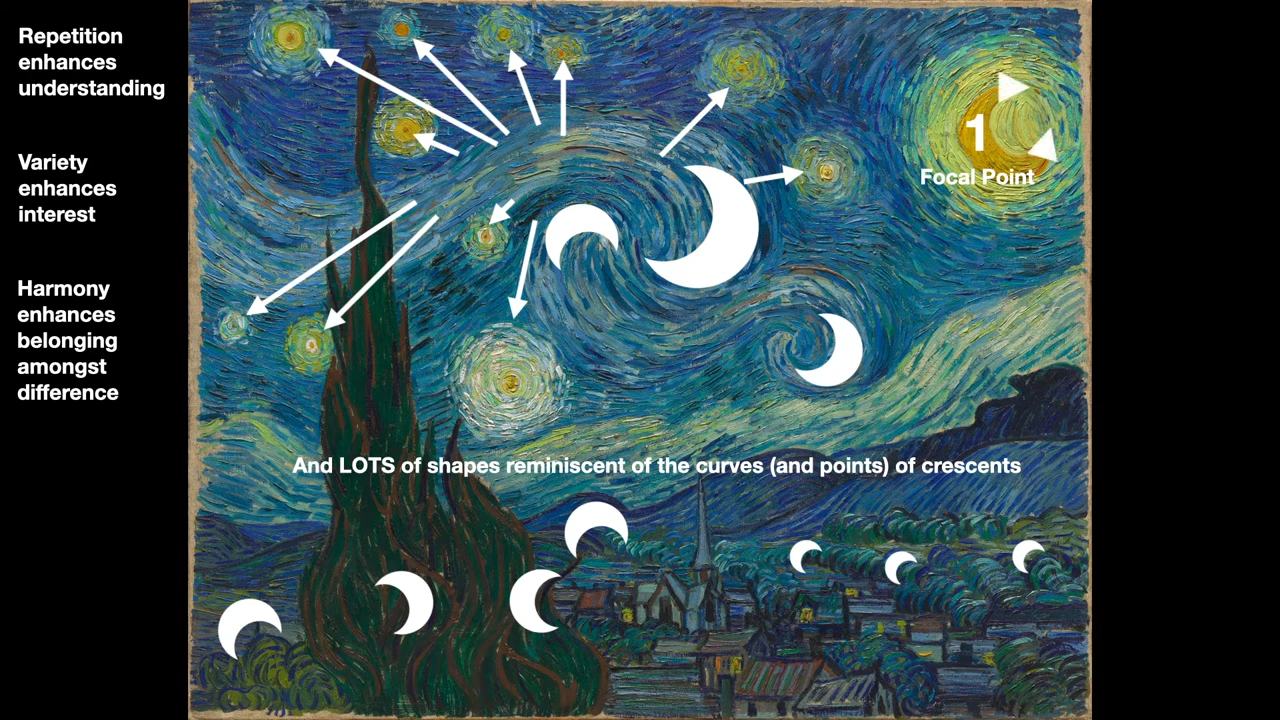 Repetition
enhances
understanding
Variety
enhances
interest
Harmony
enhances
belonging
amongst
difference
1
Focal Point
And LOTS of shapes reminiscent of the curves (and points) of crescents